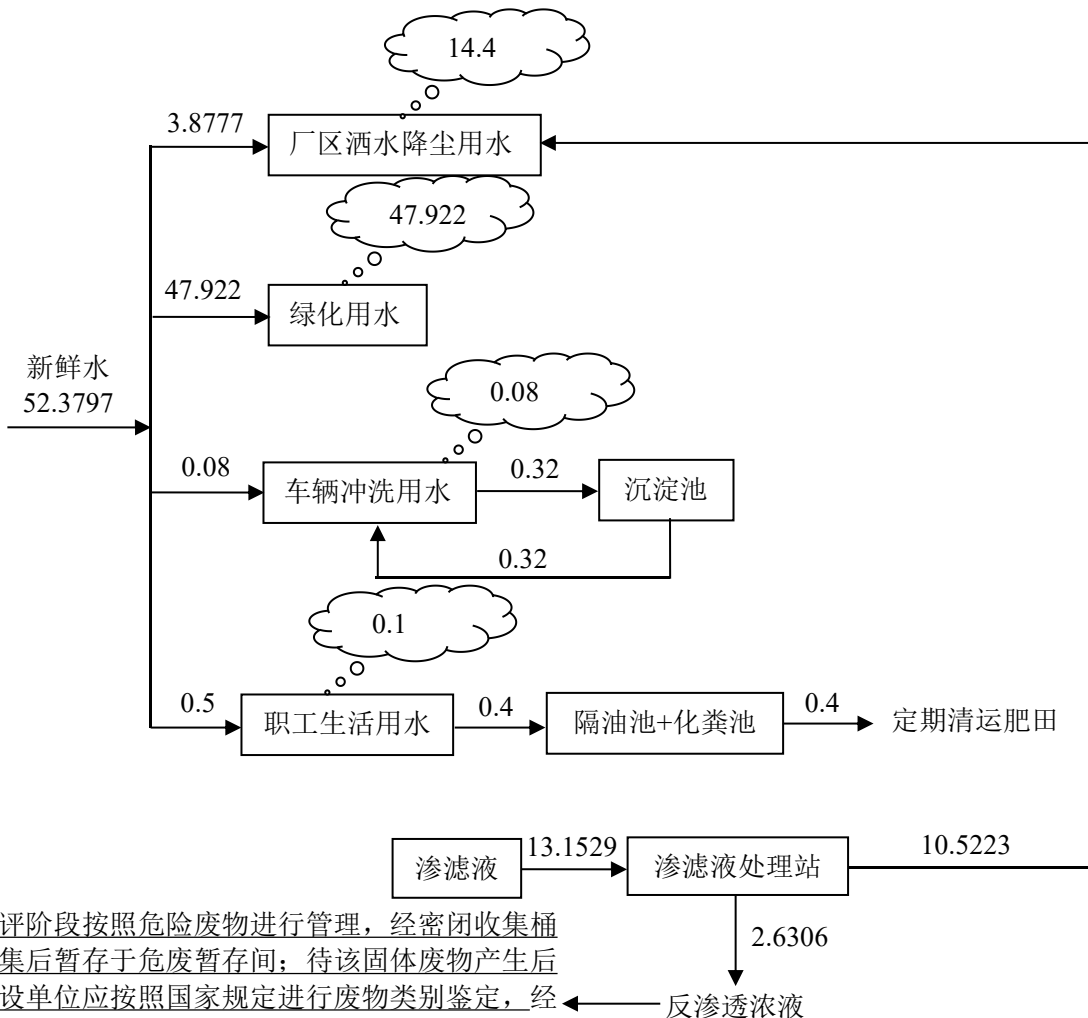 14.4
3.8777
厂区洒水降尘用水
47.922
47.922
绿化用水
新鲜水
52.3797
0.08
0.08
车辆冲洗用水
0.32
沉淀池
0.32
0.1
0.5
职工生活用水
0.4
隔油池+化粪池
0.4
定期清运肥田
渗滤液
13.1529
渗滤液处理站
10.5223
2.6306
反渗透浓液
评阶段按照危险废物进行管理，经密闭收集桶
集后暂存于危废暂存间；待该固体废物产生后
设单位应按照国家规定进行废物类别鉴定，经